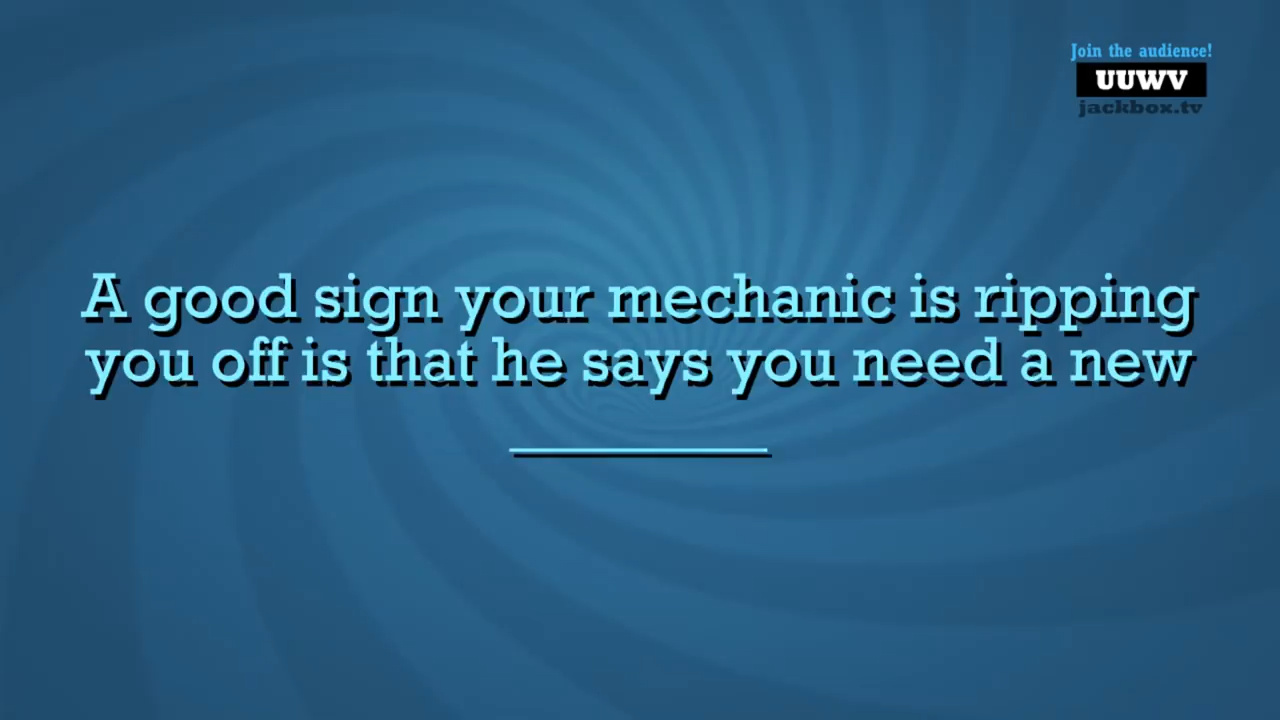 Join the audience!
UUWV
jackbox.tv
A good sign your mechanic is ripping
you off is that he says you need a new